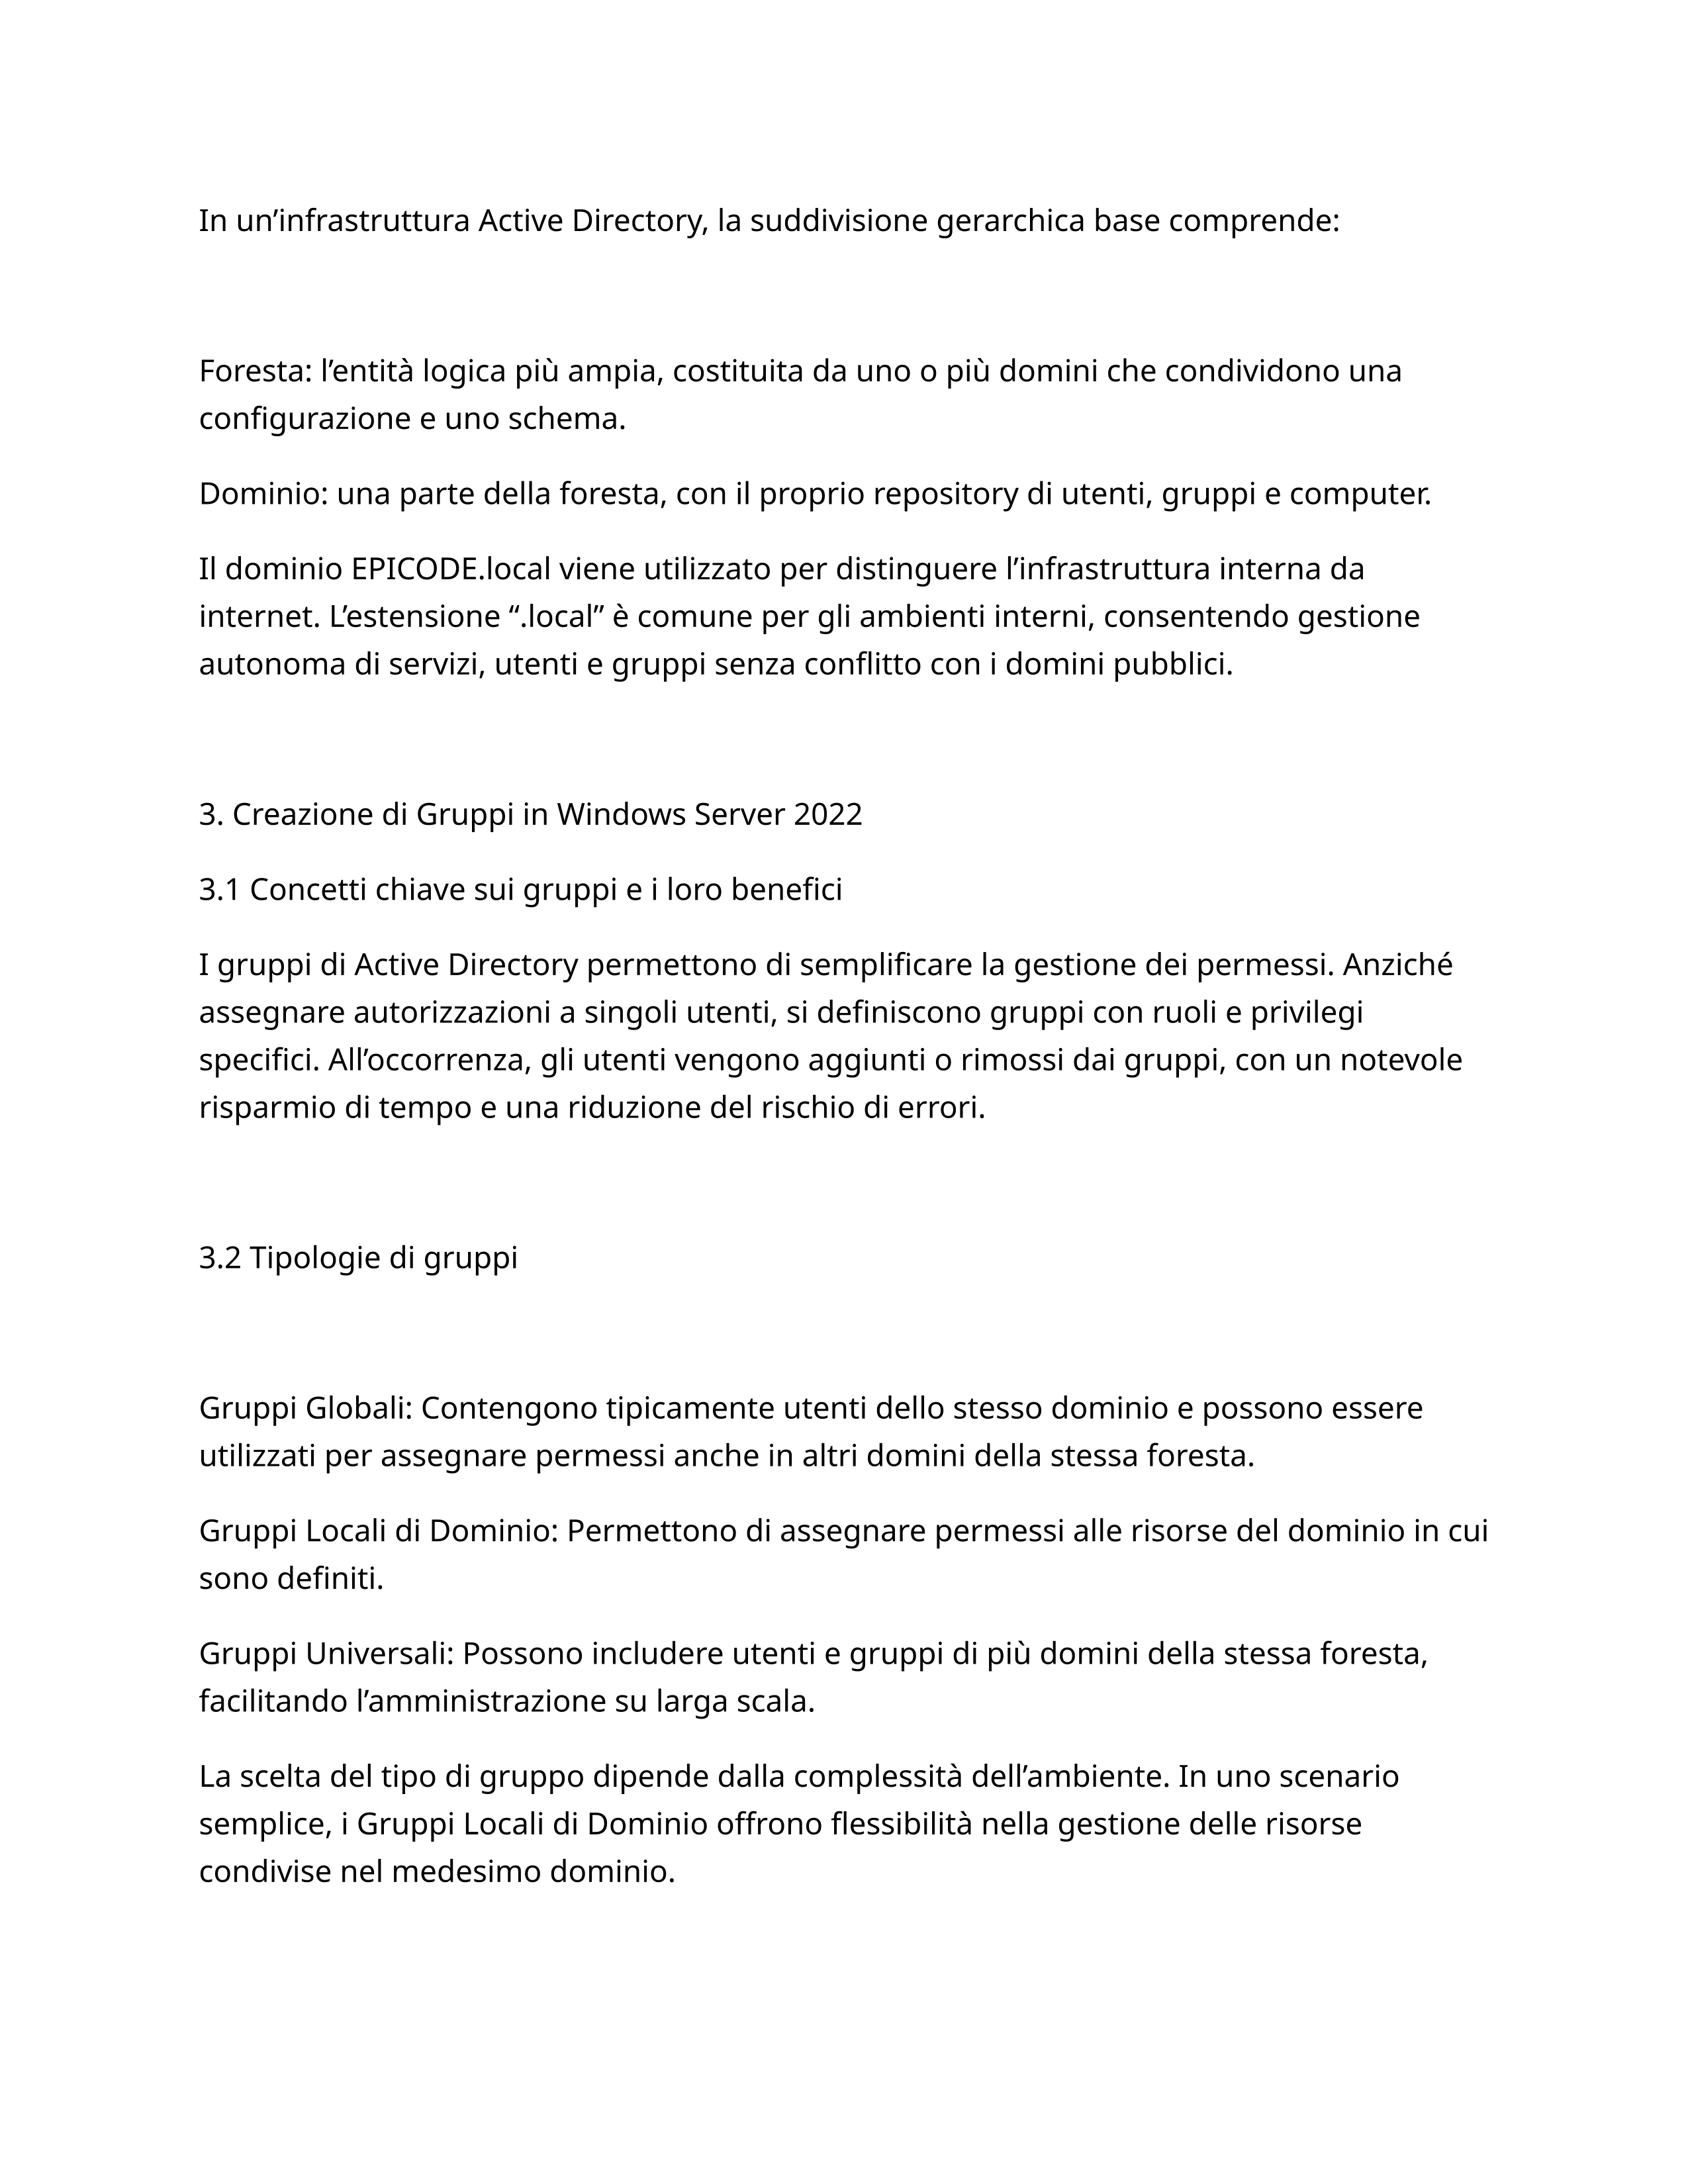 In un’infrastruttura Active Directory, la suddivisione gerarchica base comprende:
Foresta: l’entità logica più ampia, costituita da uno o più domini che condividono una
configurazione e uno schema.
Dominio: una parte della foresta, con il proprio repository di utenti, gruppi e computer.
Il dominio EPICODE.local viene utilizzato per distinguere l’infrastruttura interna da
internet. L’estensione “.local” è comune per gli ambienti interni, consentendo gestione
autonoma di servizi, utenti e gruppi senza conflitto con i domini pubblici.
3. Creazione di Gruppi in Windows Server 2022
3.1 Concetti chiave sui gruppi e i loro benefici
I gruppi di Active Directory permettono di semplificare la gestione dei permessi. Anziché
assegnare autorizzazioni a singoli utenti, si definiscono gruppi con ruoli e privilegi
specifici. All’occorrenza, gli utenti vengono aggiunti o rimossi dai gruppi, con un notevole
risparmio di tempo e una riduzione del rischio di errori.
3.2 Tipologie di gruppi
Gruppi Globali: Contengono tipicamente utenti dello stesso dominio e possono essere
utilizzati per assegnare permessi anche in altri domini della stessa foresta.
Gruppi Locali di Dominio: Permettono di assegnare permessi alle risorse del dominio in cui
sono definiti.
Gruppi Universali: Possono includere utenti e gruppi di più domini della stessa foresta,
facilitando l’amministrazione su larga scala.
La scelta del tipo di gruppo dipende dalla complessità dell’ambiente. In uno scenario
semplice, i Gruppi Locali di Dominio offrono flessibilità nella gestione delle risorse
condivise nel medesimo dominio.